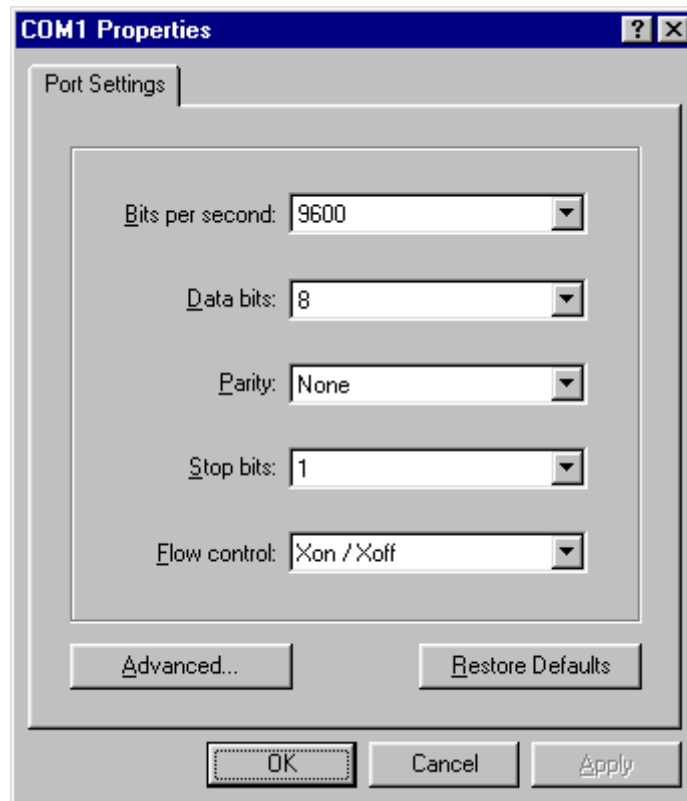 COM1 Properties
Port Settings
Bits per second: 9600
Data bits: 8
Parity: None
Stop bits: 1
Flow control: Xon / Xoff
Advanced... Restore Defaults
OK Cancel Apply